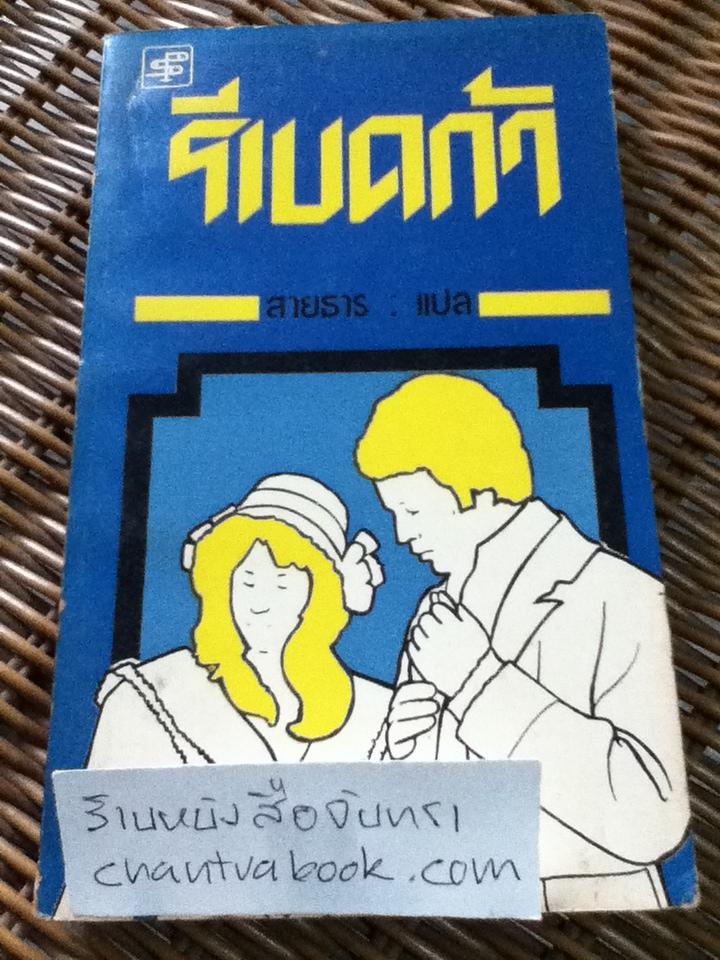 รีเบคก้า
สายธาร : แปล
ร้านหนังสือจันทรา
chantrabook.com